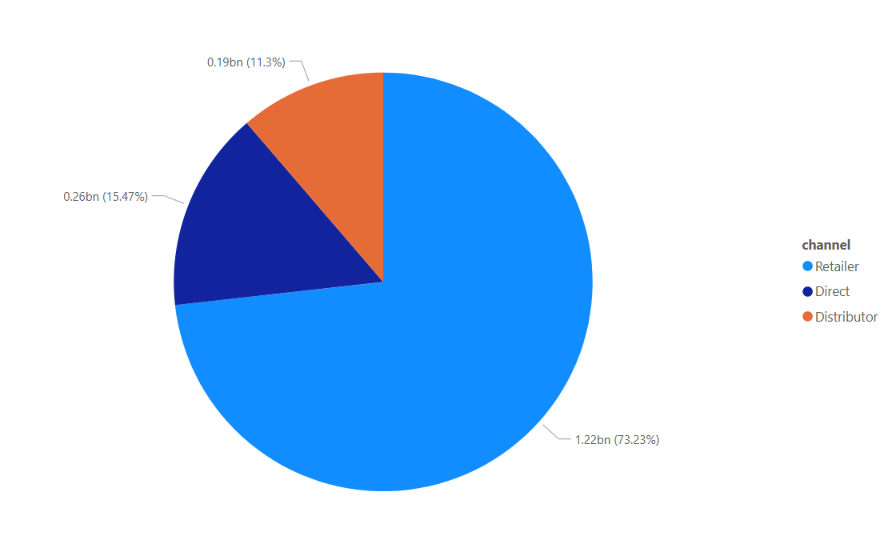 0.19bn (11.3%)
0.26bn (15.47%)
1.22bn (73.23%)
channel
Retailer
Direct
Distributor